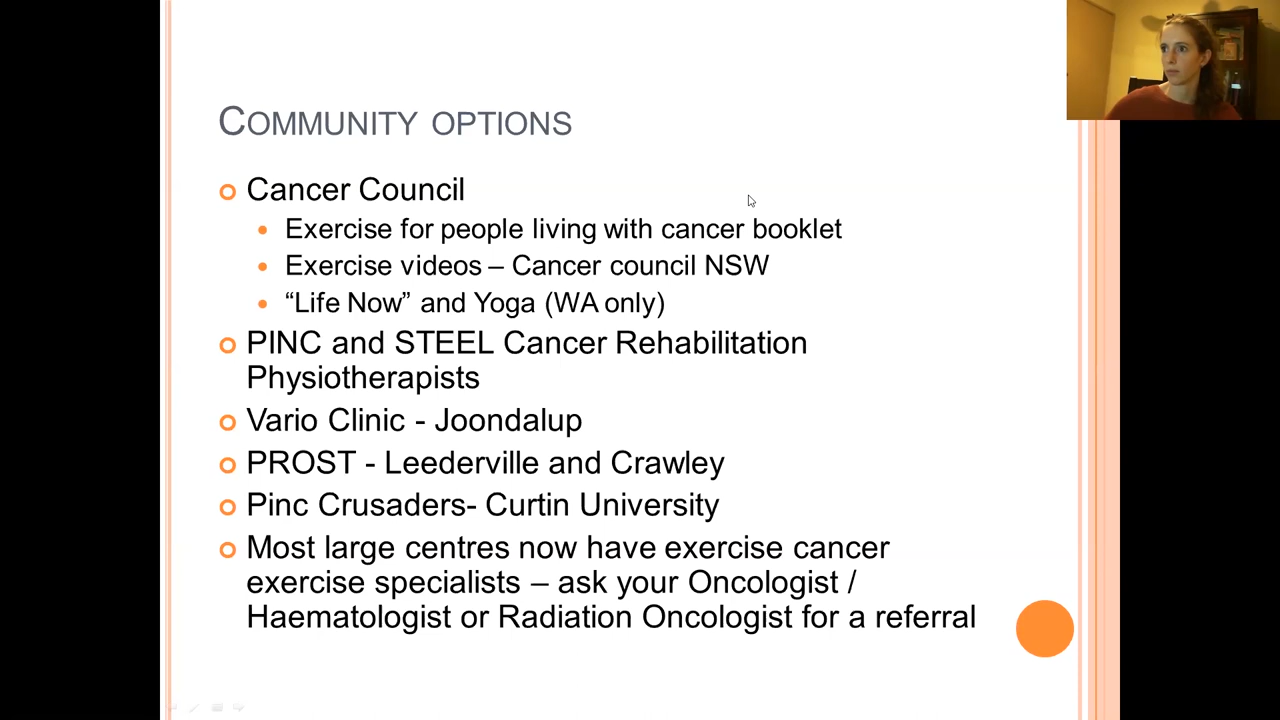 COMMUNITY OPTIONS
Cancer Council
Exercise for people living with cancer booklet
Exercise videos – Cancer council NSW
“Life Now” and Yoga (WA only)
PINC and STEEL Cancer Rehabilitation
Physiotherapists
Vario Clinic - Joondalup
PROST - Leederville and Crawley
Pinc Crusaders- Curtin University
Most large centres now have exercise cancer
exercise specialists – ask your Oncologist /
Haematologist or Radiation Oncologist for a referral